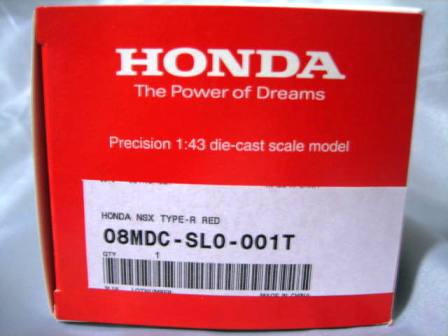 HONDA
The Power of Dreams
Precision 1:43 die-cast scale model
HONDA NSX TYPE-R RED
08MDC-SL0-001T
QTY 1
MADE IN CHINA